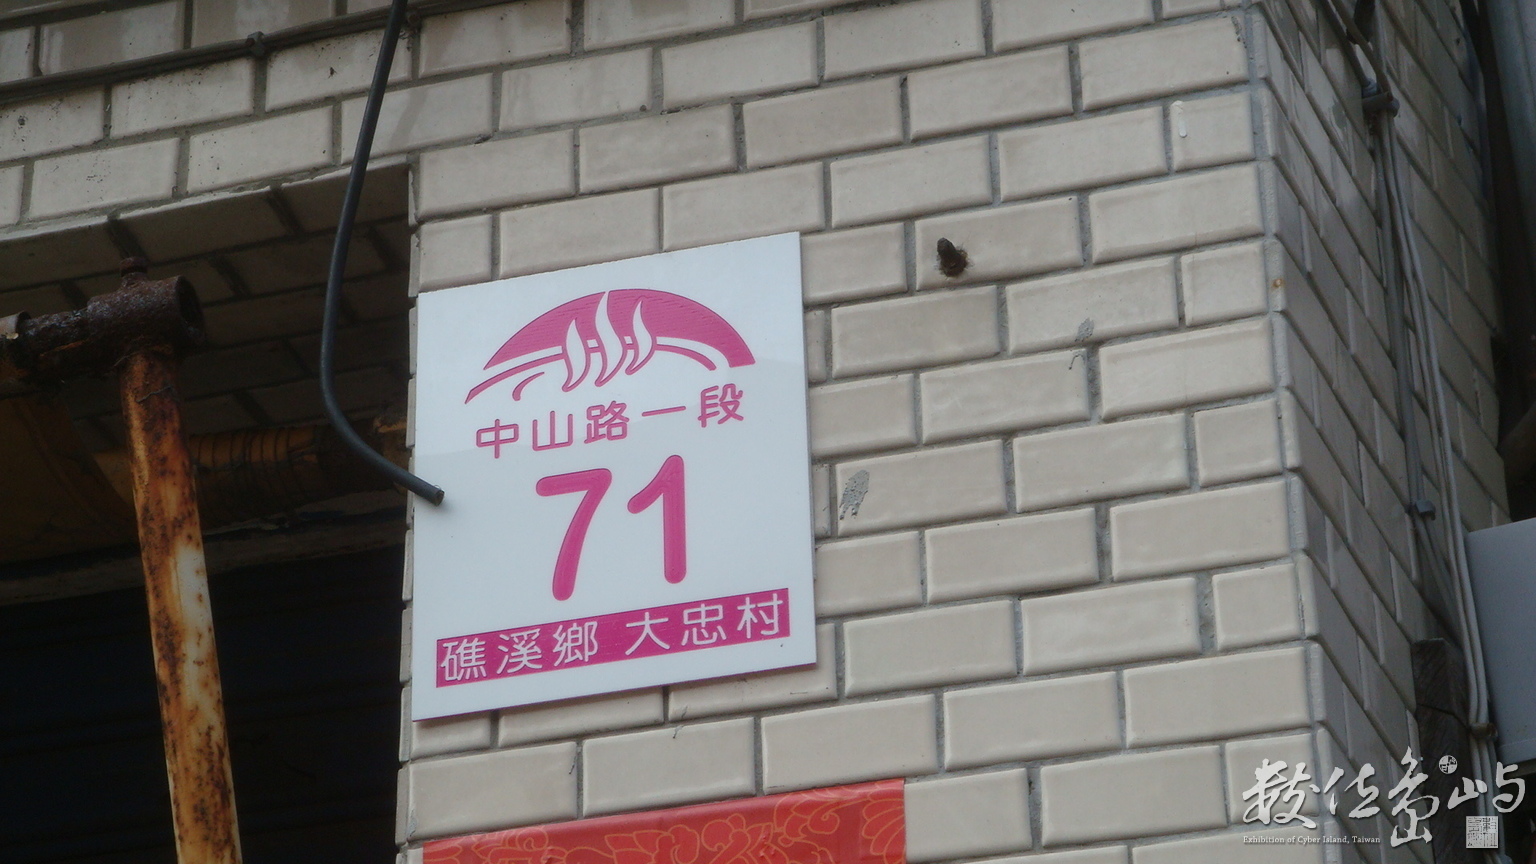 中山路一段
71
礁溪鄉 大忠村
數位島嶼
Exhibition of Cyber Island, Taiwan